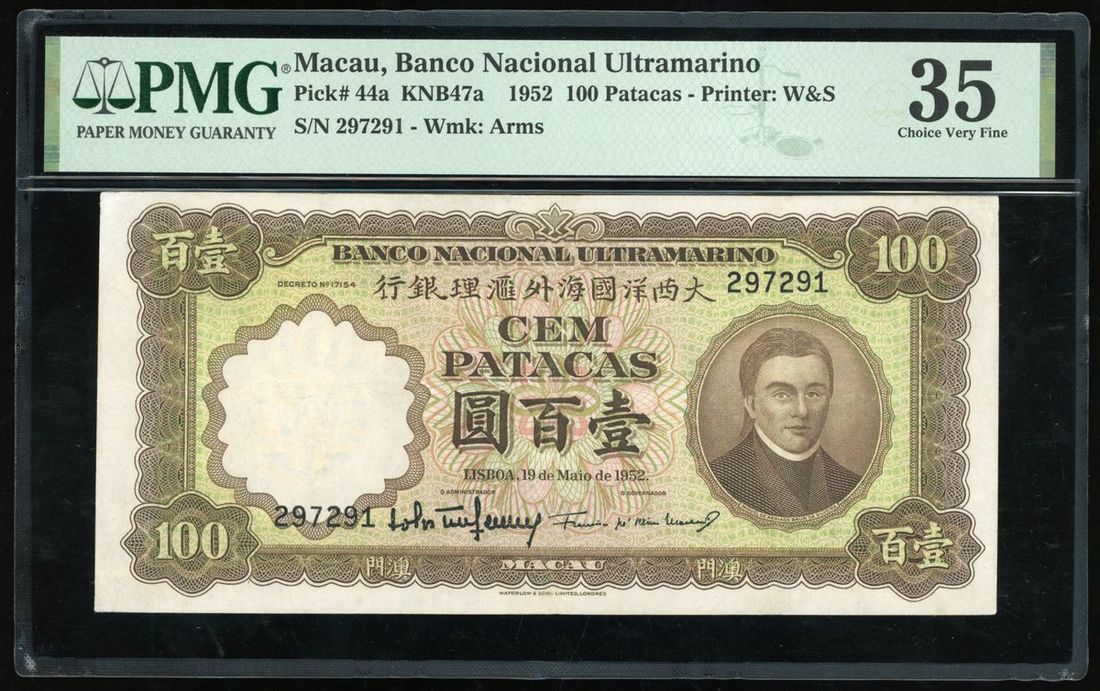 PMG®
PAPER MONEY GUARANTY
Macau, Banco Nacional Ultramarino
Pick# 44a KNB47a 1952 100 Patacas - Printer: W&S
S/N 297291 - Wmk: Arms
35
Choice Very Fine
百壹
BANCO NACIONAL ULTRAMARINO
100
DECRETO Nº 17154
行銀理滙外海國洋西大
297291
CEM
PATACAS
圓百壹
LISBOA, 19 de Maio de 1952.
O ADMINISTRADOR
O GOVERNADOR
297291
100
百壹
門澳
MACAU
門澳
WATERLOW & SONS LIMITED, LONDRES